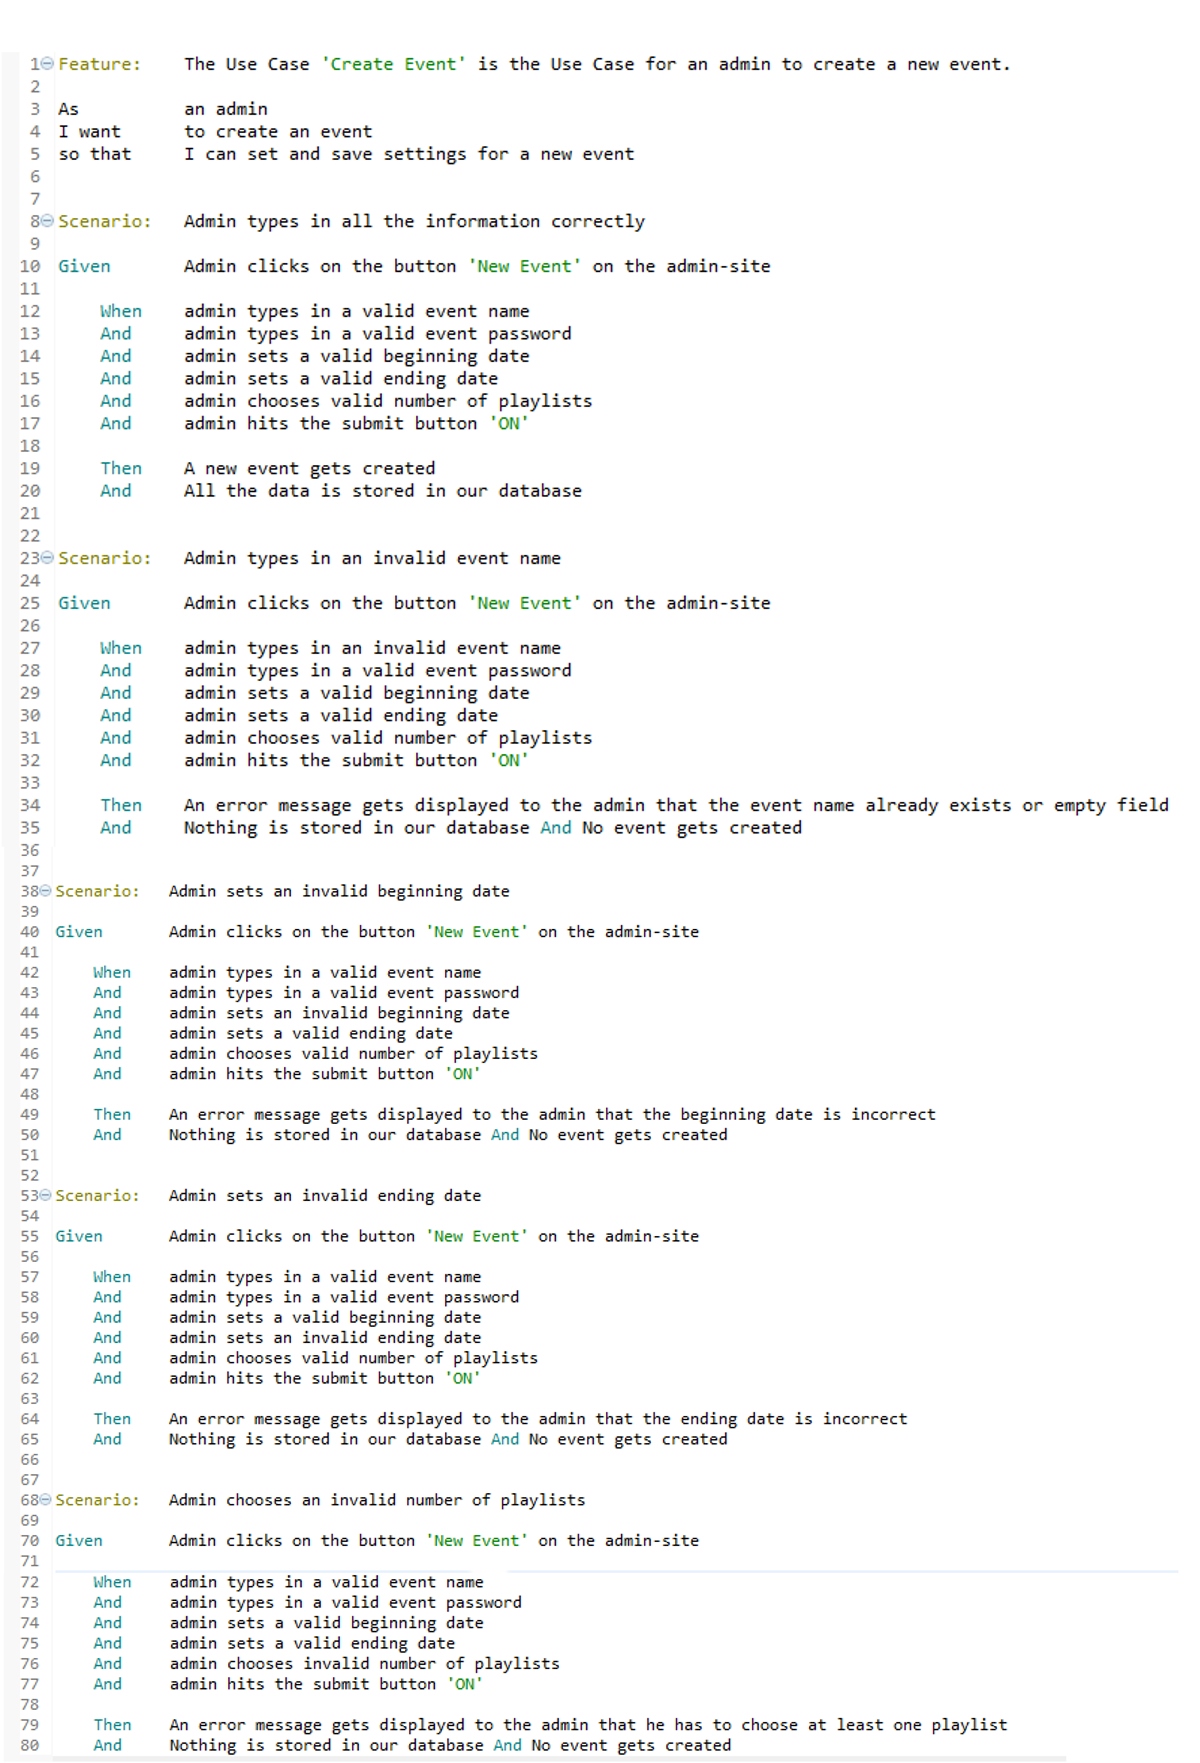 1 Feature: The Use Case 'Create Event' is the Use Case for an admin to create a new event.
2
3 As an admin
4 I want to create an event
5 so that I can set and save settings for a new event
6
7
8 Scenario: Admin types in all the information correctly
9
10 Given Admin clicks on the button 'New Event' on the admin-site
11
12 When admin types in a valid event name
13 And admin types in a valid event password
14 And admin sets a valid beginning date
15 And admin sets a valid ending date
16 And admin chooses valid number of playlists
17 And admin hits the submit button 'ON'
18
19 Then A new event gets created
20 And All the data is stored in our database
21
22
23 Scenario: Admin types in an invalid event name
24
25 Given Admin clicks on the button 'New Event' on the admin-site
26
27 When admin types in an invalid event name
28 And admin types in a valid event password
29 And admin sets a valid beginning date
30 And admin sets a valid ending date
31 And admin chooses valid number of playlists
32 And admin hits the submit button 'ON'
33
34 Then An error message gets displayed to the admin that the event name already exists or empty field
35 And Nothing is stored in our database And No event gets created
36
37
38 Scenario: Admin sets an invalid beginning date
39
40 Given Admin clicks on the button 'New Event' on the admin-site
41
42 When admin types in a valid event name
43 And admin types in a valid event password
44 And admin sets an invalid beginning date
45 And admin sets a valid ending date
46 And admin chooses valid number of playlists
47 And admin hits the submit button 'ON'
48
49 Then An error message gets displayed to the admin that the beginning date is incorrect
50 And Nothing is stored in our database And No event gets created
51
52
53 Scenario: Admin sets an invalid ending date
54
55 Given Admin clicks on the button 'New Event' on the admin-site
56
57 When admin types in a valid event name
58 And admin types in a valid event password
59 And admin sets a valid beginning date
60 And admin sets an invalid ending date
61 And admin chooses valid number of playlists
62 And admin hits the submit button 'ON'
63
64 Then An error message gets displayed to the admin that the ending date is incorrect
65 And Nothing is stored in our database And No event gets created
66
67
68 Scenario: Admin chooses an invalid number of playlists
69
70 Given Admin clicks on the button 'New Event' on the admin-site
71
72 When admin types in a valid event name
73 And admin types in a valid event password
74 And admin sets a valid beginning date
75 And admin sets a valid ending date
76 And admin chooses invalid number of playlists
77 And admin hits the submit button 'ON'
78
79 Then An error message gets displayed to the admin that he has to choose at least one playlist
80 And Nothing is stored in our database And No event gets created